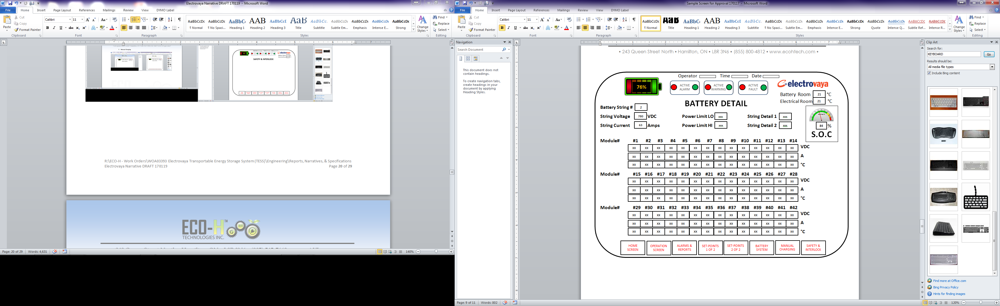 Electrovaya Narrative DRAFT 170119 - Microsoft Word
File Home Insert Page Layout References Mailings Review View DYMO Label
Cut
Copy
Format Painter
Paste
Calibri 11
Change Styles
Find
Replace
Select
AaBbCcDc AaBbCcDc AaBbCc AAB AaBbCcI AaB AaBbCc. AaBbCcDc AaBbCcDc AaBbCcDc AaBbCcDc
¶ Normal ¶ No Spaci... Heading 1 Heading 2 Heading 3 Title Subtitle Subtle Em... Emphasis Intense E... Strong
Clipboard Font Paragraph Styles Editing
Manual Charging
electrovaya
SAFETY & INTERLOCK
R:\ECO-H - Work Orders\WOA03393 Electrovaya Transportable Energy Storage System (TESS)\Engineering\Reports, Narratives, & Specifications
Electrovaya Narrative DRAFT 170119 Page 20 of 29
ECO-H™
TECHNOLOGIES INC.
G
Page: 20 of 29 Words: 4,631 140%
Sample Screen for Approval 170117 - Microsoft Word
File Home Insert Page Layout References Mailings Review View DYMO Label
Cut
Copy
Format Painter
Paste
Calibri 11
Change Styles
Find
Replace
Select
¶ Normal Title Heading 1 Heading 2 Heading 3 Subtitle ¶ No Spaci... Subtle Em... Emphasis Intense E... Strong Quote Intense Q... Subtle Ref... Intense R...
Clipboard Font Paragraph Styles Editing
Navigation
Search Document
This document does not
contain headings.
To create navigation tabs,
create headings in your
document by applying
Heading Styles.
• 243 Queen Street North • Hamilton, ON • L8R 3N6 • (855) 800-4812 • www.ecohtech.com •
Operator Time Date
76%
ACTIVE ALARM
ACTIVE WARNING
ACTIVE FAULT
electrovaya
Battery Room 21 °C
Electrical Room 21 °C
BATTERY DETAIL
Battery String # 2
String Voltage 780 VDC Power Limit LO xxx String Detail 1 xxx
String Current 63 Amps Power Limit HI xxx String Detail 2 xxx
84 %
S.O.C
Module# #1 #2 #3 #4 #5 #6 #7 #8 #9 #10 #11 #12 #13 #14
xx xx xx xx xx xx xx xx xx xx xx xx xx xx VDC
xx xx xx xx xx xx xx xx xx xx xx xx xx xx A
xx xx xx xx xx xx xx xx xx xx xx xx xx xx °C
Module# #15 #16 #17 #18 #19 #20 #21 #22 #23 #24 #25 #26 #27 #28
xx xx xx xx xx xx xx xx xx xx xx xx xx xx VDC
xx xx xx xx xx xx xx xx xx xx xx xx xx xx A
xx xx xx xx xx xx xx xx xx xx xx xx xx xx °C
Module# #29 #30 #31 #32 #33 #34 #35 #36 #37 #38 #39 #40 #41 #42
xx xx xx xx xx xx xx xx xx xx xx xx xx xx VDC
xx xx xx xx xx xx xx xx xx xx xx xx xx xx A
xx xx xx xx xx xx xx xx xx xx xx xx xx xx °C
HOME SCREEN
OPERATION SCREEN
ALARMS & REPORTS
SET-POINTS 1 OF 2
SET-POINTS 2 OF 2
BATTERY SYSTEM
MANUAL CHARGING
SAFETY & INTERLOCK
Page: 9 of 11 Words: 802 120%
Clip Art
Search for:
KEYBOARD Go
Results should be:
All media file types
Include Bing content
Find more at Office.com
Bing Privacy Policy
Hints for finding images